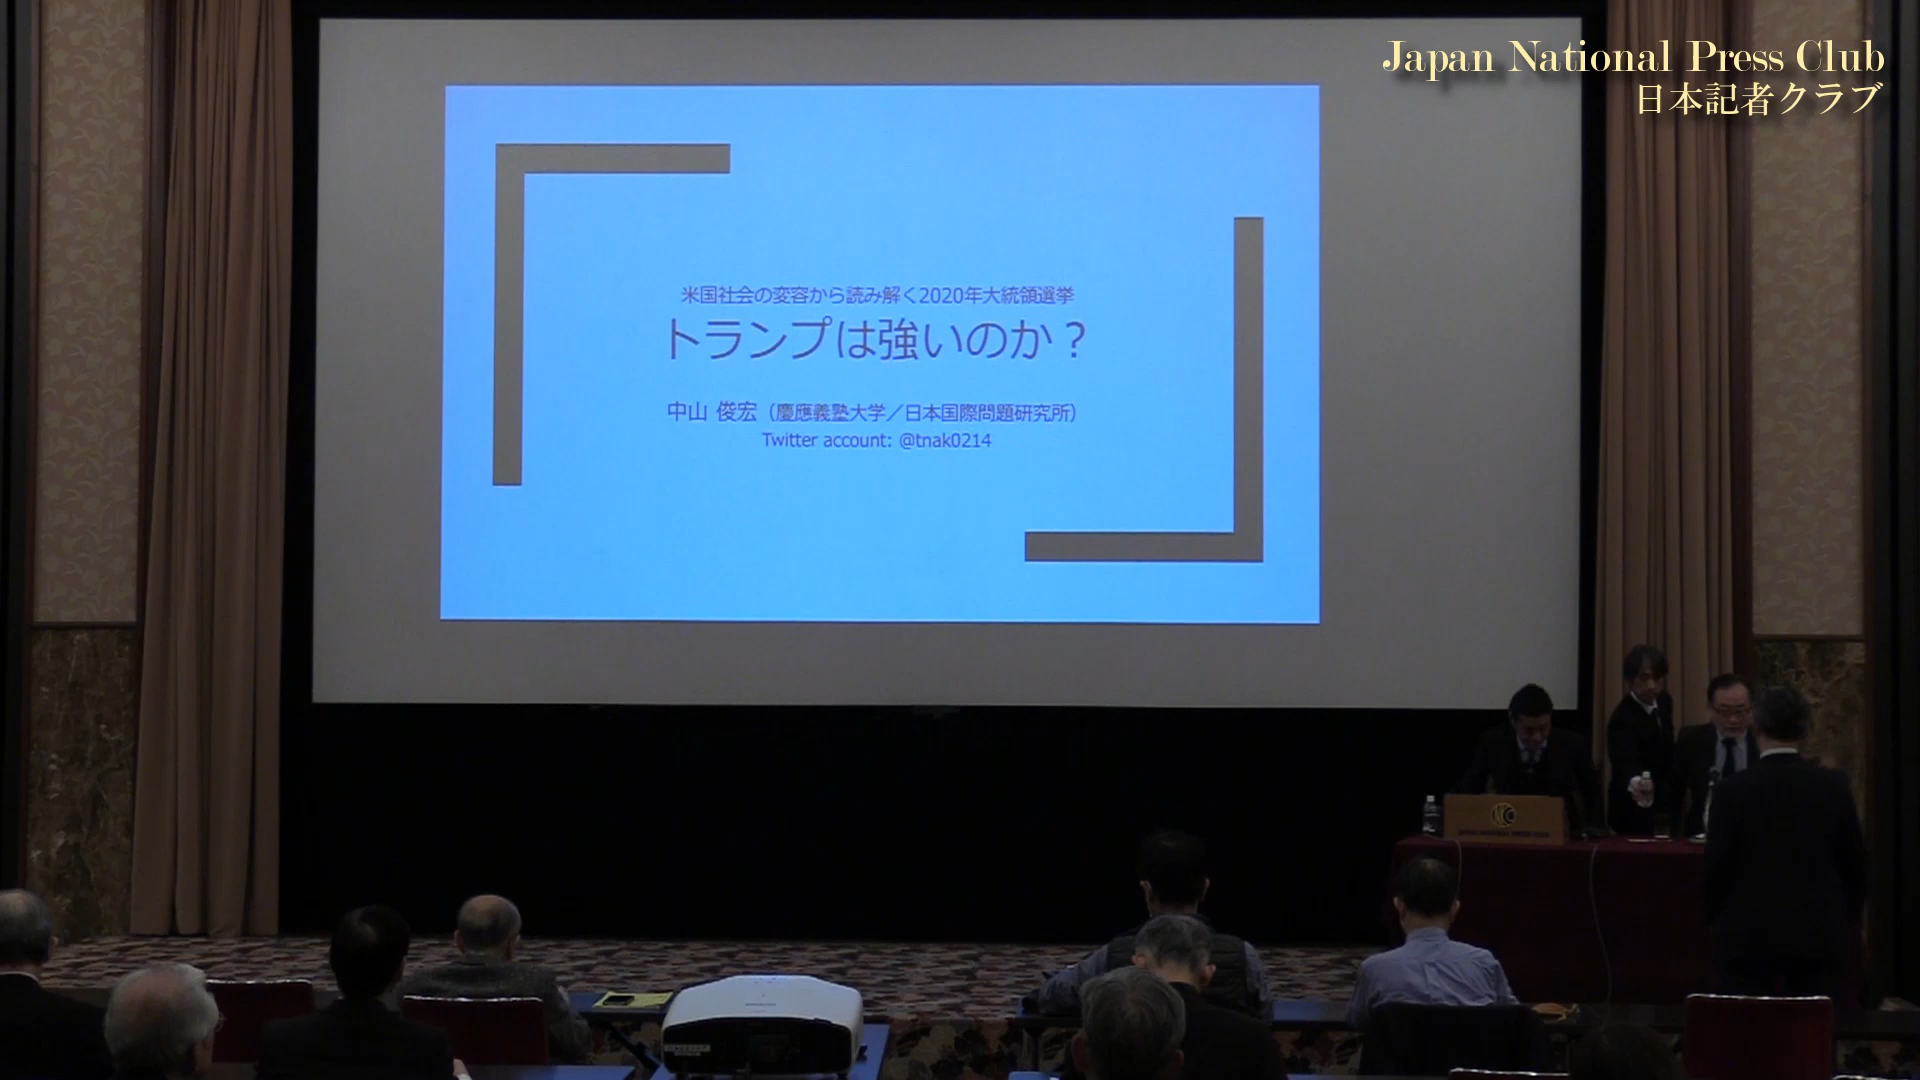 Japan National Press Club
日本記者クラブ
米国社会の変容から読み解く2020年大統領選挙
トランプは強いのか？
中山 俊宏（慶應義塾大学／日本国際問題研究所）
Twitter account: @tnak0214